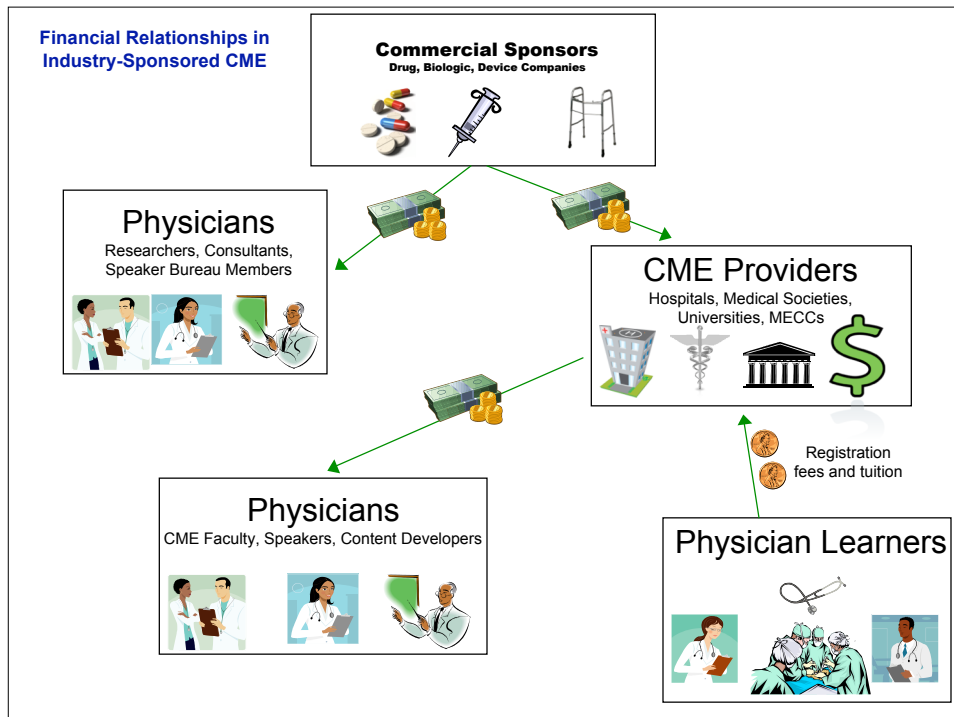 Financial Relationships in
Industry-Sponsored CME
Commercial Sponsors
Drug, Biologic, Device Companies
Physicians
Researchers, Consultants,
Speaker Bureau Members
CME Providers
Hospitals, Medical Societies,
Universities, MECCs
Registration
fees and tuition
Physicians
CME Faculty, Speakers, Content Developers
Physician Learners